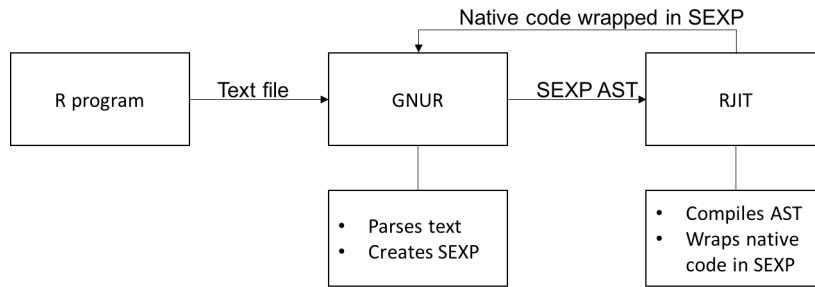 Native code wrapped in SEXP
R program
Text file
GNUR
SEXP AST
RJIT
• Parses text
• Creates SEXP
• Compiles AST
• Wraps native
code in SEXP